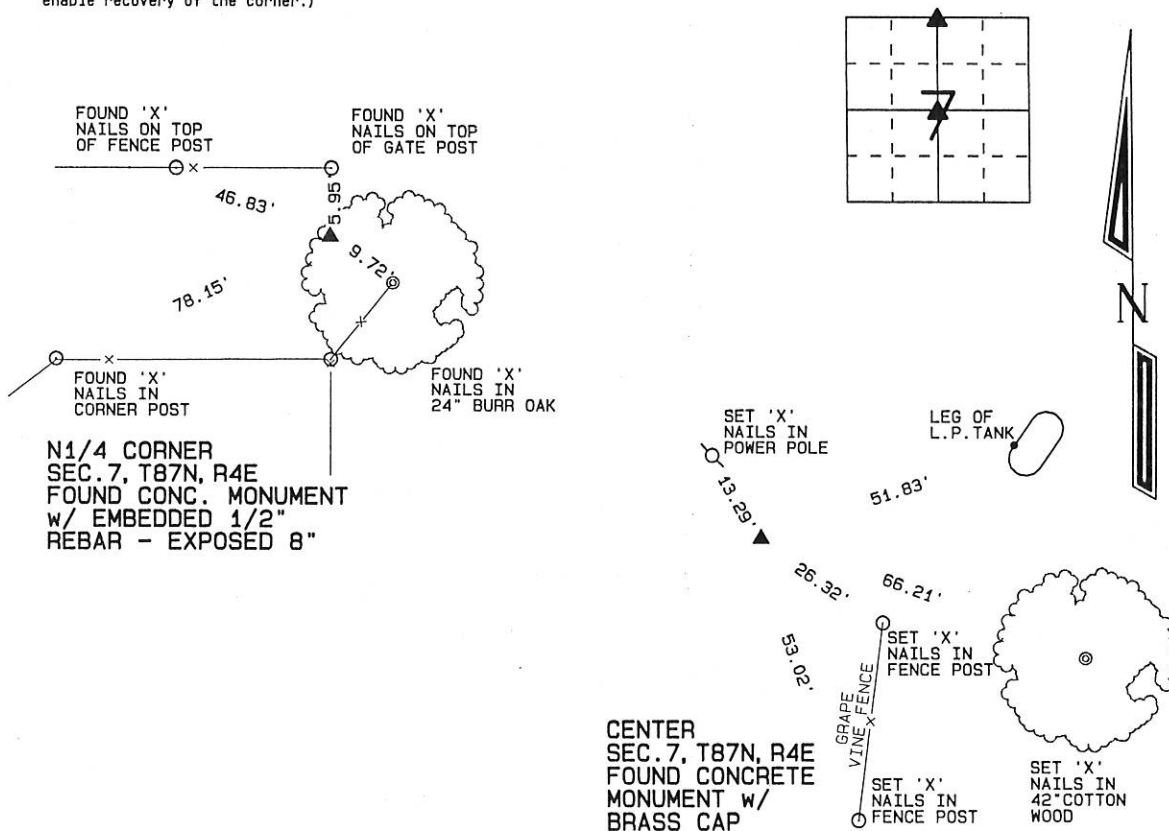 enable recovery of the corner.)
FOUND 'X'
NAILS ON TOP
OF FENCE POST
FOUND 'X'
NAILS ON TOP
OF GATE POST
46.83'
5.95'
9.72'
78.15'
FOUND 'X'
NAILS IN
CORNER POST
FOUND 'X'
NAILS IN
24" BURR OAK
N1/4 CORNER
SEC.7, T87N, R4E
FOUND CONC. MONUMENT
W/ EMBEDDED 1/2"
REBAR - EXPOSED 8"
7
N
SET 'X'
NAILS IN
POWER POLE
LEG OF
L.P.TANK
13.29'
51.83'
26.32'
66.21'
53.02'
SET 'X'
NAILS IN
FENCE POST
GRAPE
VINE FENCE
SET 'X'
NAILS IN
FENCE POST
SET 'X'
NAILS IN
42"COTTON
WOOD
CENTER
SEC.7, T87N, R4E
FOUND CONCRETE
MONUMENT W/
BRASS CAP